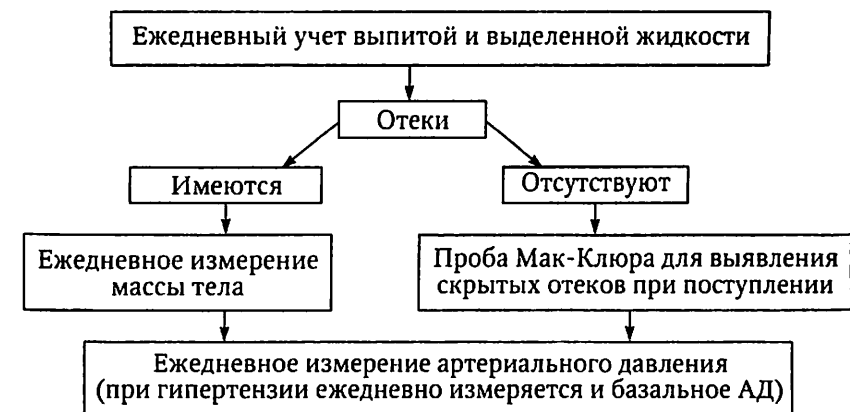 Ежедневный учет выпитой и выделенной жидкости
Отеки
Имеются
Отсутствуют
Ежедневное измерение
массы тела
Проба Мак-Клюра для выявления
скрытых отеков при поступлении
Ежедневное измерение артериального давления
(при гипертензии ежедневно измеряется и базальное АД)